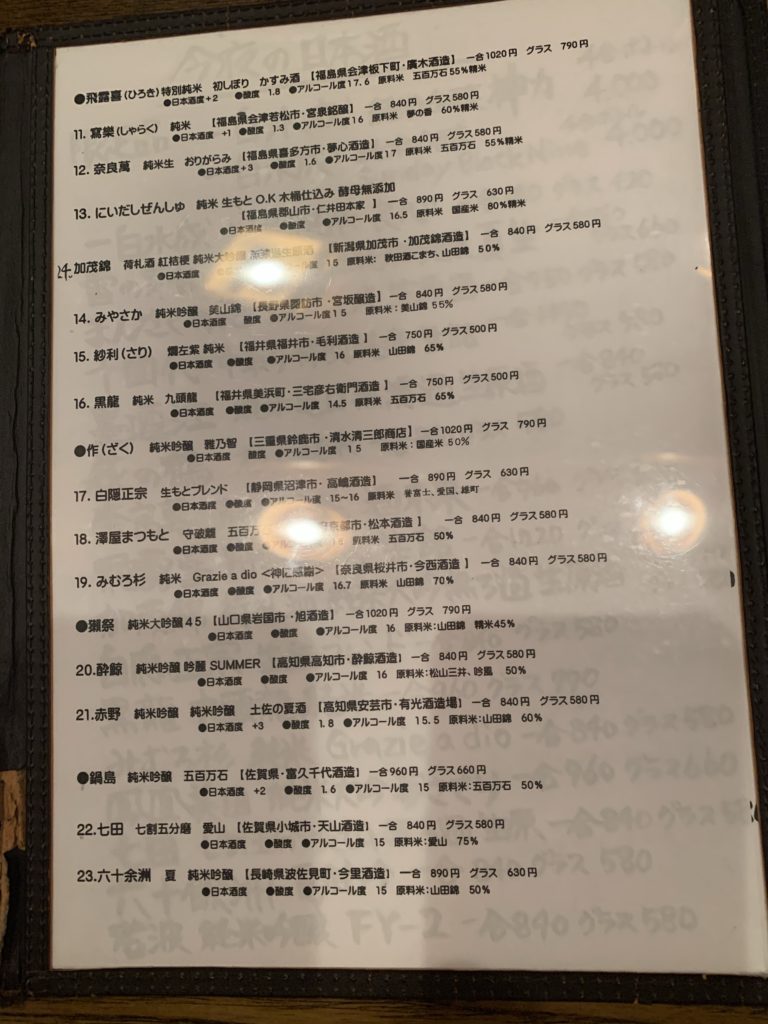 ●飛露喜(ひろき)特別純米 初しぼり かすみ酒 【福島県会津坂下町・廣木酒造】 一合1020円 グラス 790円
●日本酒度+2 ●酸度 1.8 ●アルコール度17.6 原料米 五百万石55%精米
11. 寫樂(しゃらく) 純米 【福島県会津若松市・宮泉銘醸】 一合 840円 グラス580円
●日本酒度 +1 ●酸度 1.3 ●アルコール度16 原料米 夢の香 60%精米
12. 奈良萬 純米生 おりがらみ 【福島県喜多方市・夢心酒造】 一合 840円 グラス580円
●日本酒度+3 ●酸度 1.6 ●アルコール度17 原料米 五百万石 55%精米
13. にいだしぜんしゅ 純米 生もと O.K 木桶仕込み 酵母無添加
【福島県郡山市・仁井田本家 】 一合 890円 グラス 630円
●日本酒度 ●酸度 ●アルコール度 16.5 原料米 国産米 80%精米
24. 加茂錦 荷札酒 紅桔梗 純米大吟醸 【新潟県加茂市・加茂錦酒造】 一合 840円 グラス580円
●日本酒度 15 原料米: 秋田酒こまち、山田錦 50%
14. みやさか 純米吟醸 美山錦 【長野県諏訪市・宮坂醸造】 一合 840円 グラス580円
●日本酒度 酸度 ●アルコール度15 原料米:美山錦 55%
15. 紗利(さり) 燗左紫 純米 【福井県福井市・毛利酒造 】 一合 750円 グラス500円
●日本酒度 ●酸度 ●アルコール度 16 原料米 山田錦 65%
16. 黒龍 純米 九頭龍 【福井県美浜町・三宅彦右衛門酒造 】 一合 750円 グラス500円
●日本酒度 ●酸度 ●アルコール度 14.5 原料米 五百万石 65%
●作(ざく) 純米吟醸 雅乃智 【三重県鈴鹿市・清水清三郎商店】 一合1020円 グラス 790円
●日本酒度 酸度 ●アルコール度 15 原料米:国産米 50%
17. 白隠正宗 生もとブレンド 【静岡県沼津市・高嶋酒造】 一合 890円 グラス 630円
●日本酒度 ●酸度 ●アルコール度 15~16 原料米 誉富士、愛国、雄町
18. 澤屋まつもと 守破離 五百万 京都市・松本酒造 】 一合 840円 グラス580円
●日本酒度 ●酸度 原料米 五百万石 50%
19. みむろ杉 純米 Grazie a dio <神に感謝> 【奈良県桜井市・今西酒造 】 一合 840円 グラス580円
●日本酒度 ●酸度 ●アルコール度 16.7 原料米 山田錦 70%
●獺祭 純米大吟醸45 【山口県岩国市・旭酒造】 一合1020円 グラス 790円
●日本酒度 ●酸度 ●アルコール度 16 原料米:山田錦 精米45%
20.酔鯨 純米吟醸 吟麗 SUMMER 【高知県高知市・酔鯨酒造】 一合 840円 グラス580円
●日本酒度 ●酸度 ●アルコール度 16 原料米:松山三井、吟風 50%
21.赤野 純米吟醸 純米吟醸 土佐の夏酒 【高知県安芸市・有光酒造場】 一合 840円 グラス580円
●日本酒度 +3 ●酸度 1.8 ●アルコール度 15.5 原料米:山田錦 60%
●鍋島 純米吟醸 五百万石 【佐賀県・富久千代酒造】 一合960円 グラス660円
●日本酒度 +2 ●酸度 1.6 ●アルコール度 15 原料米:五百万石 50%
22.七田 七割五分磨 愛山 【佐賀県小城市・天山酒造】 一合 840円 グラス580円
●日本酒度 ●酸度 ●アルコール度 15 原料米:愛山 75%
23.六十余洲 夏 純米吟醸 【長崎県波佐見町・今里酒造】 一合 890円 グラス 630円
●日本酒度 ●酸度 ●アルコール度 15 原料米:山田錦 50%